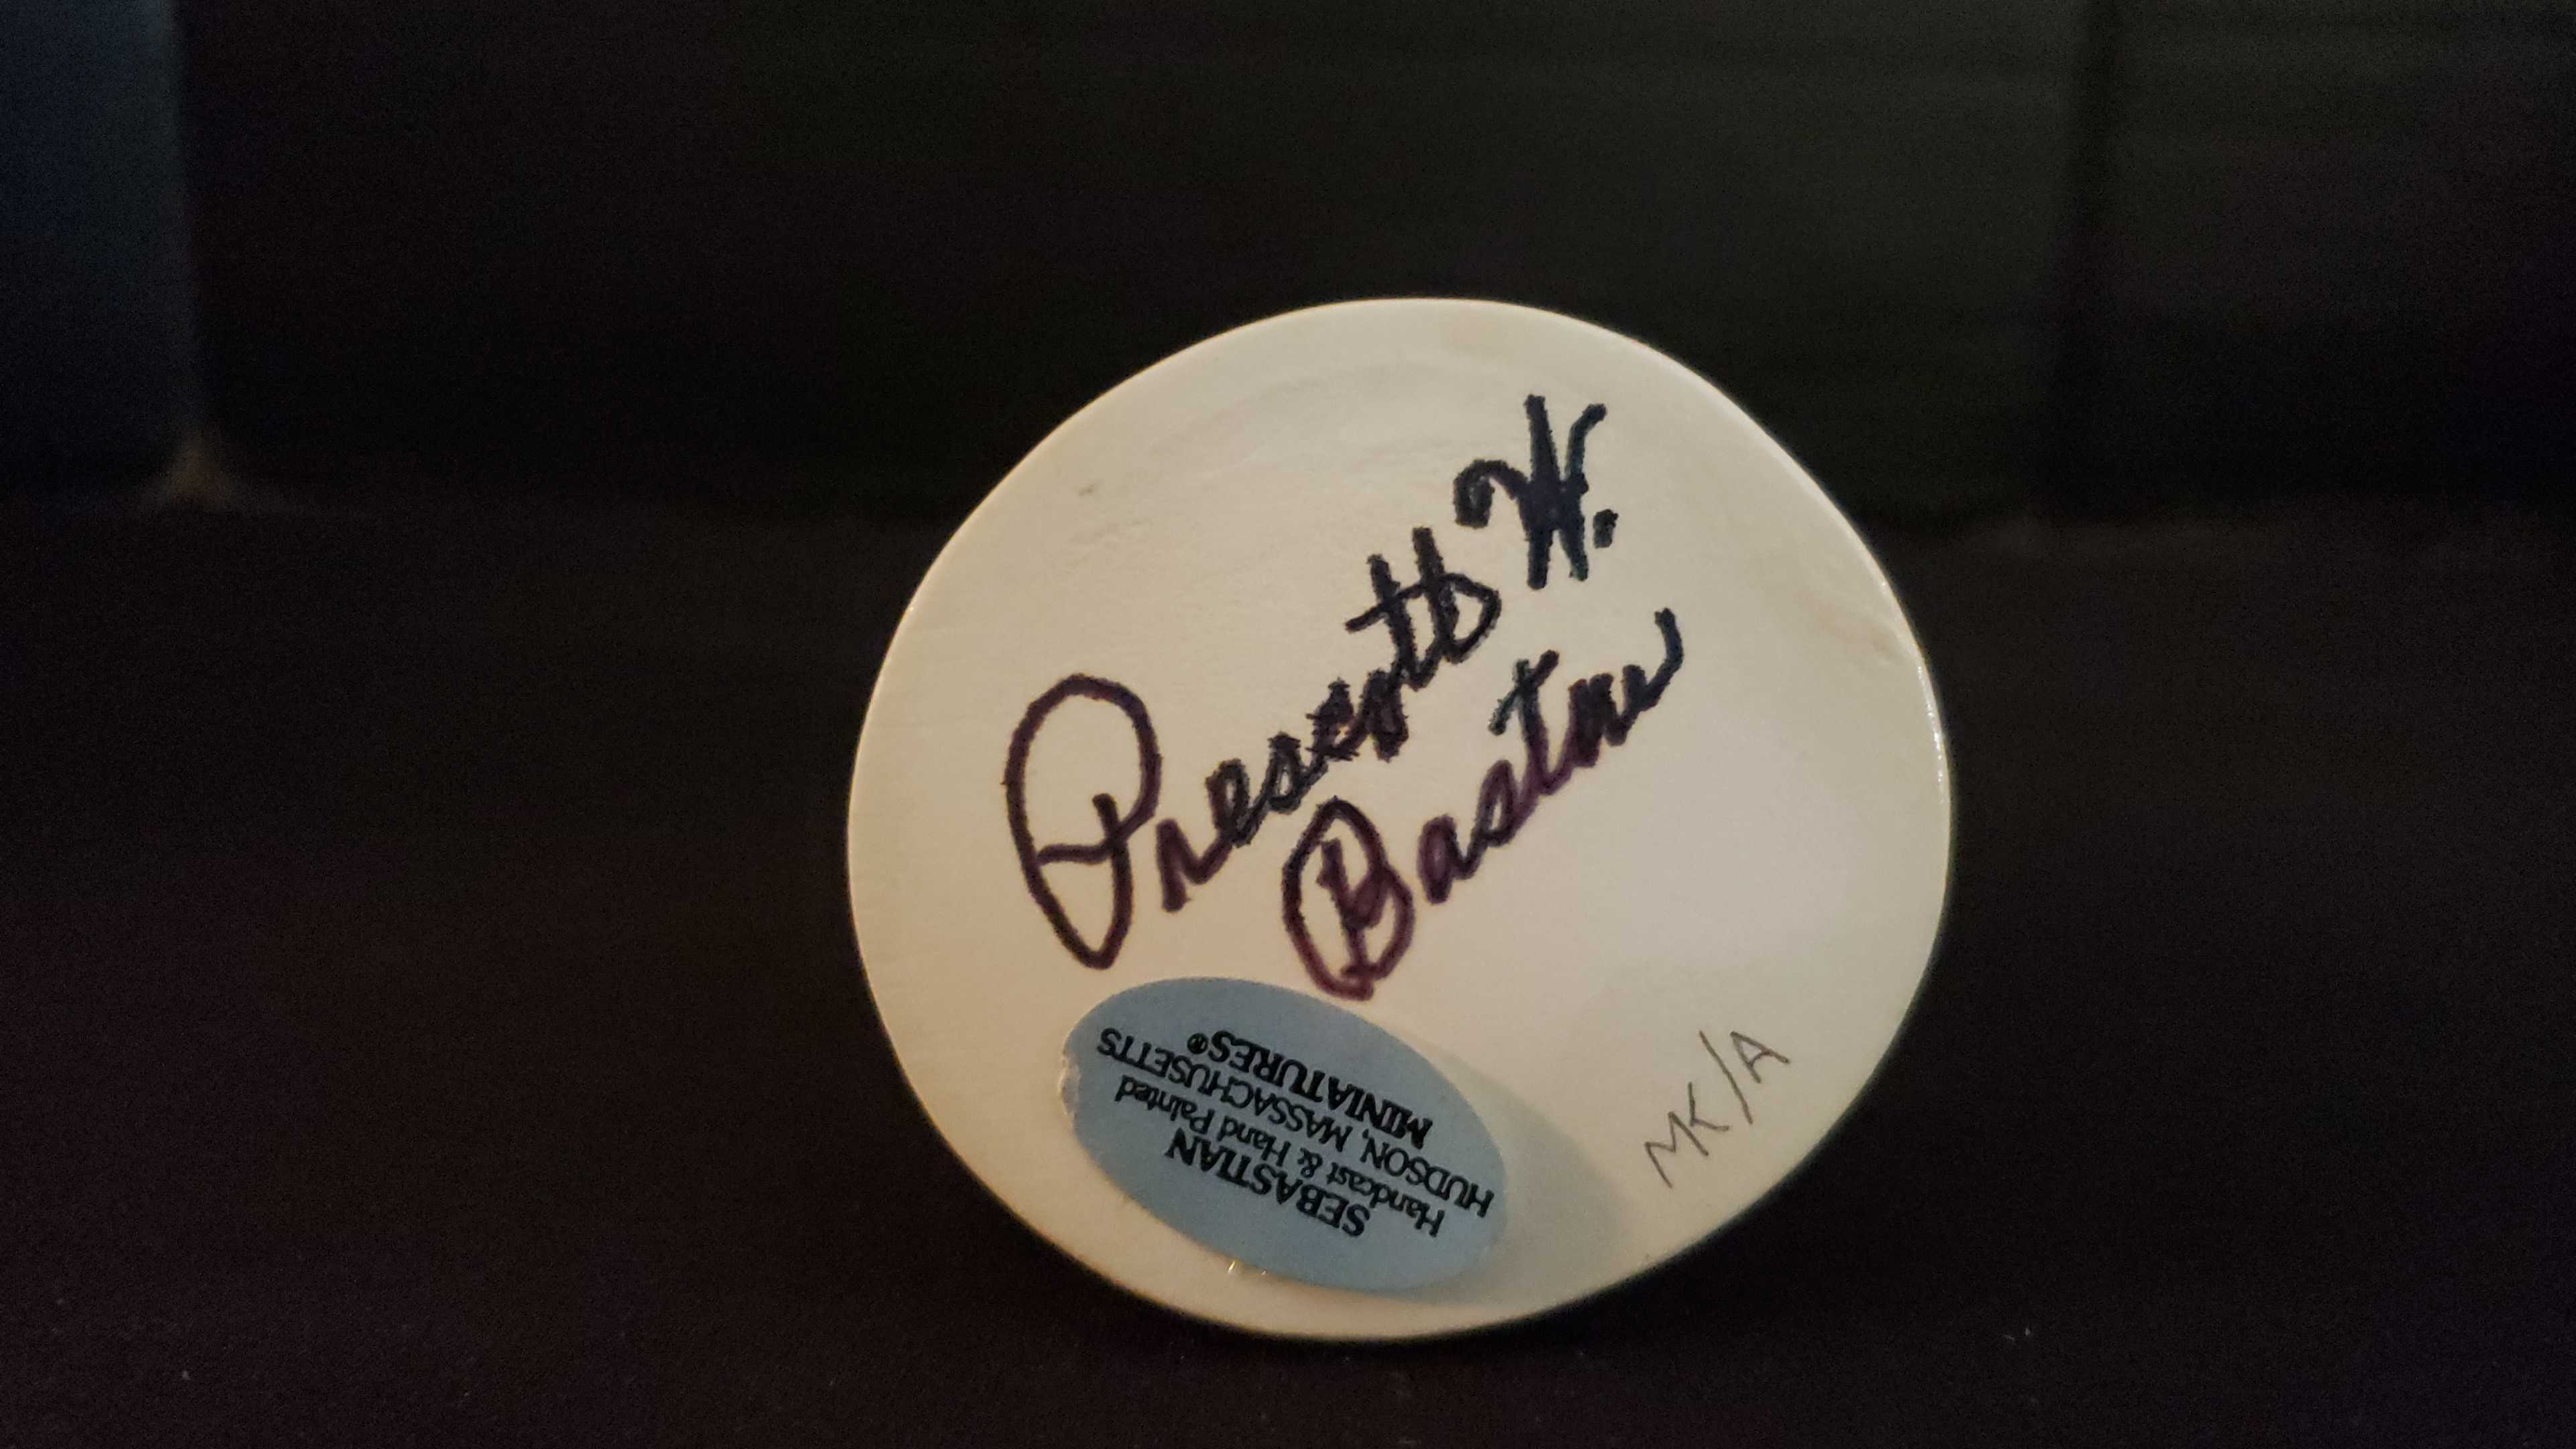 Prescott W.
Baston
SEBASTIAN
Handcast & Hand Painted
HUDSON, MASSACHUSETTS
MINIATURES®
MK/A